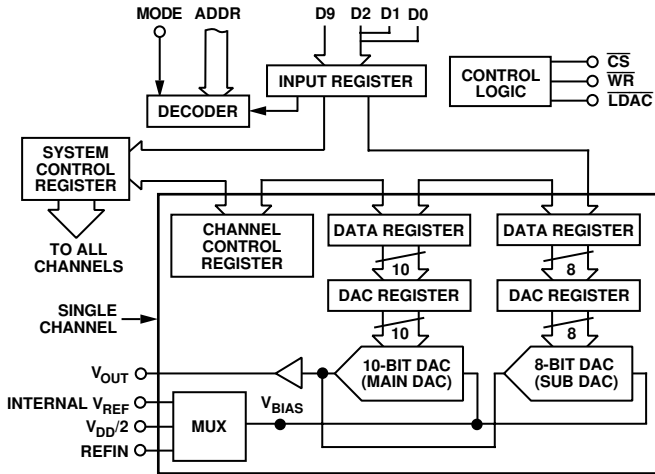 MODE ADDR D9 D2 D1 D0
INPUT REGISTER
DECODER
CONTROL
LOGIC
CS
WR
LDAC
SYSTEM
CONTROL
REGISTER
TO ALL
CHANNELS
CHANNEL
CONTROL
REGISTER
DATA REGISTER
DATA REGISTER
10
8
DAC REGISTER
DAC REGISTER
10
8
SINGLE
CHANNEL
10-BIT DAC
(MAIN DAC)
8-BIT DAC
(SUB DAC)
VOUT
INTERNAL VREF
VDD/2
REFIN
MUX
VBIAS